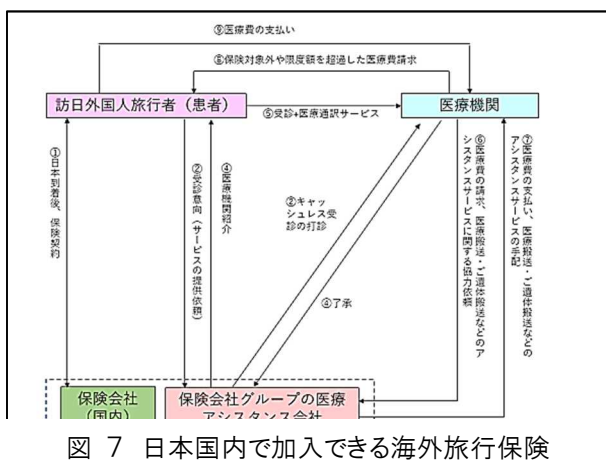 ⑨医療費の支払い
⑧保険対象外や限度額を超過した医療費請求
訪日外国人旅行者（患者）
医療機関
⑤受診+医療通訳サービス
①日本到着後、保険契約
②受診意向（サービスの提供依頼）
④医療機関紹介
②キャッ
シュレス受
診の打診
④了承
⑥医療費の請求、医療搬送・ご遺体搬送などのア
シスタンスサービスに関する協力依頼
⑦医療費の支払い、医療搬送・ご遺体搬送などの
アシスタンスサービスの手配
保険会社
（国内）
保険会社グループの医療
アシスタンス会社
図 7 日本国内で加入できる海外旅行保険